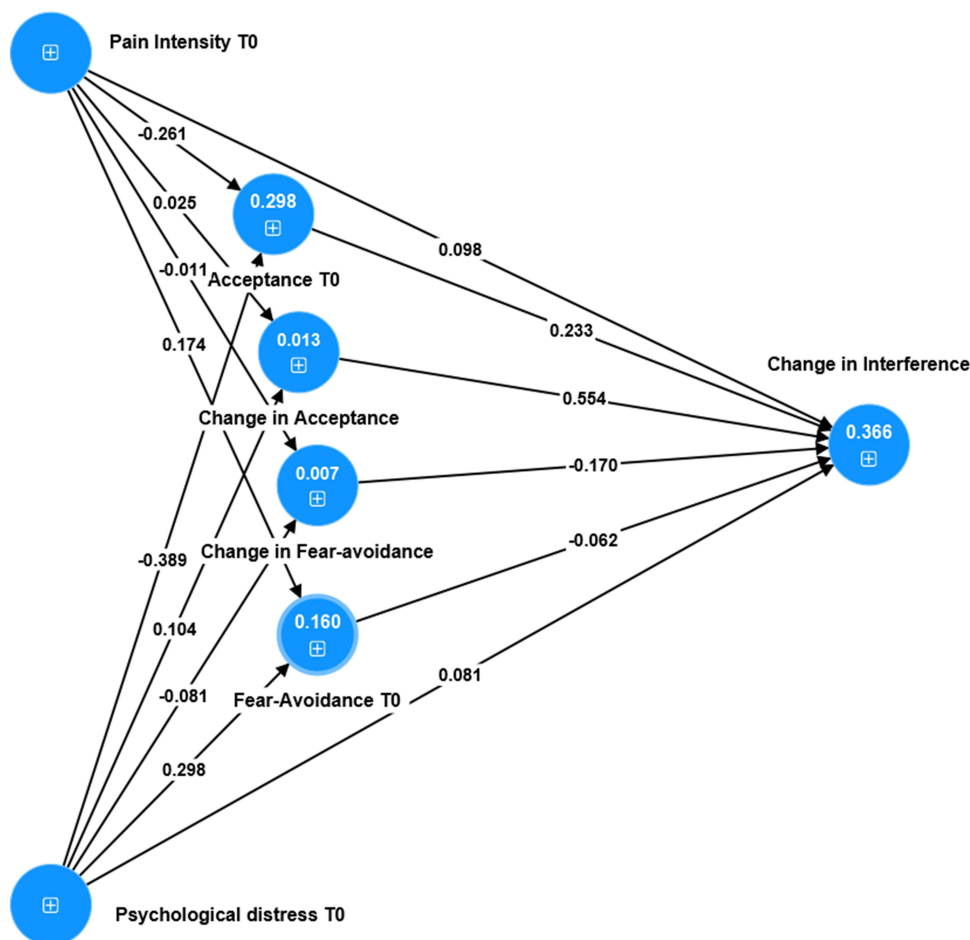 Pain Intensity T0
-0.261
0.298
0.025
0.098
-0.011
Acceptance T0
0.233
0.174
0.013
Change in Interference
0.554
Change in Acceptance
0.366
0.007
-0.170
-0.062
Change in Fear-avoidance
-0.389
0.160
0.104
0.081
-0.081
Fear-Avoidance T0
0.298
Psychological distress T0